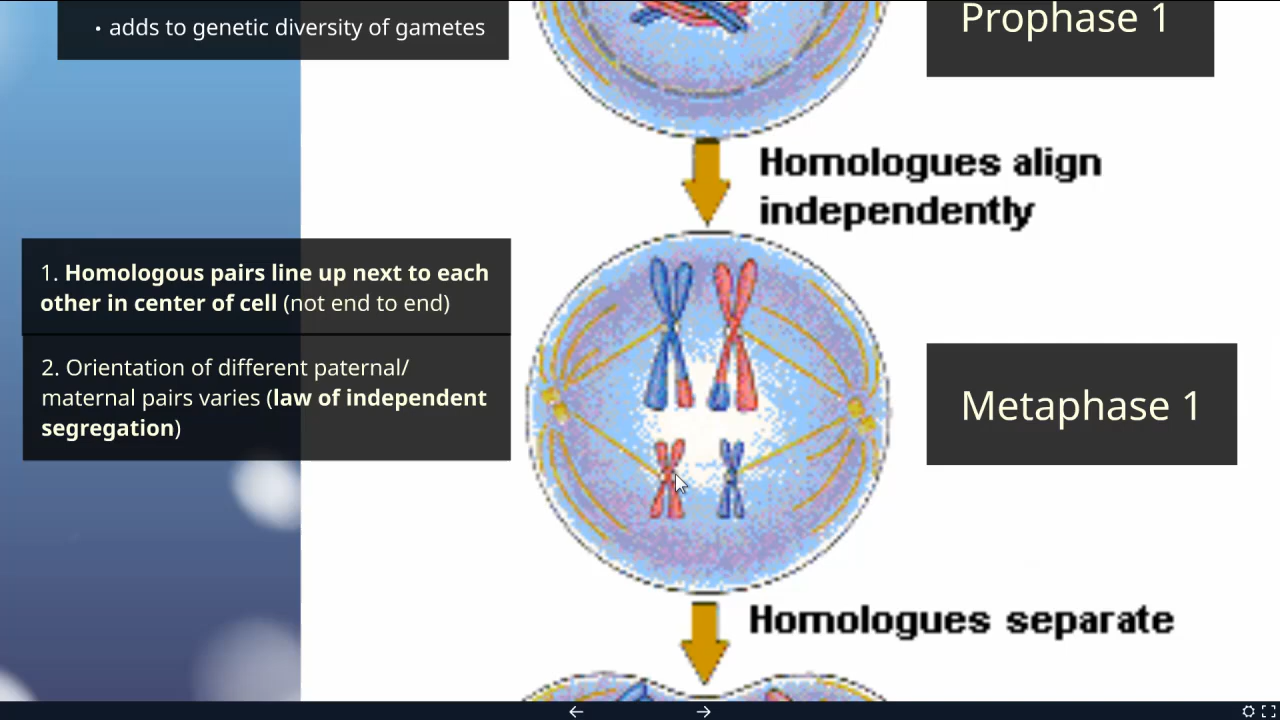 • adds to genetic diversity of gametes
Prophase 1
Homologues align
independently
1. Homologous pairs line up next to each
other in center of cell (not end to end)
2. Orientation of different paternal/
maternal pairs varies (law of independent
segregation)
Metaphase 1
Homologues separate